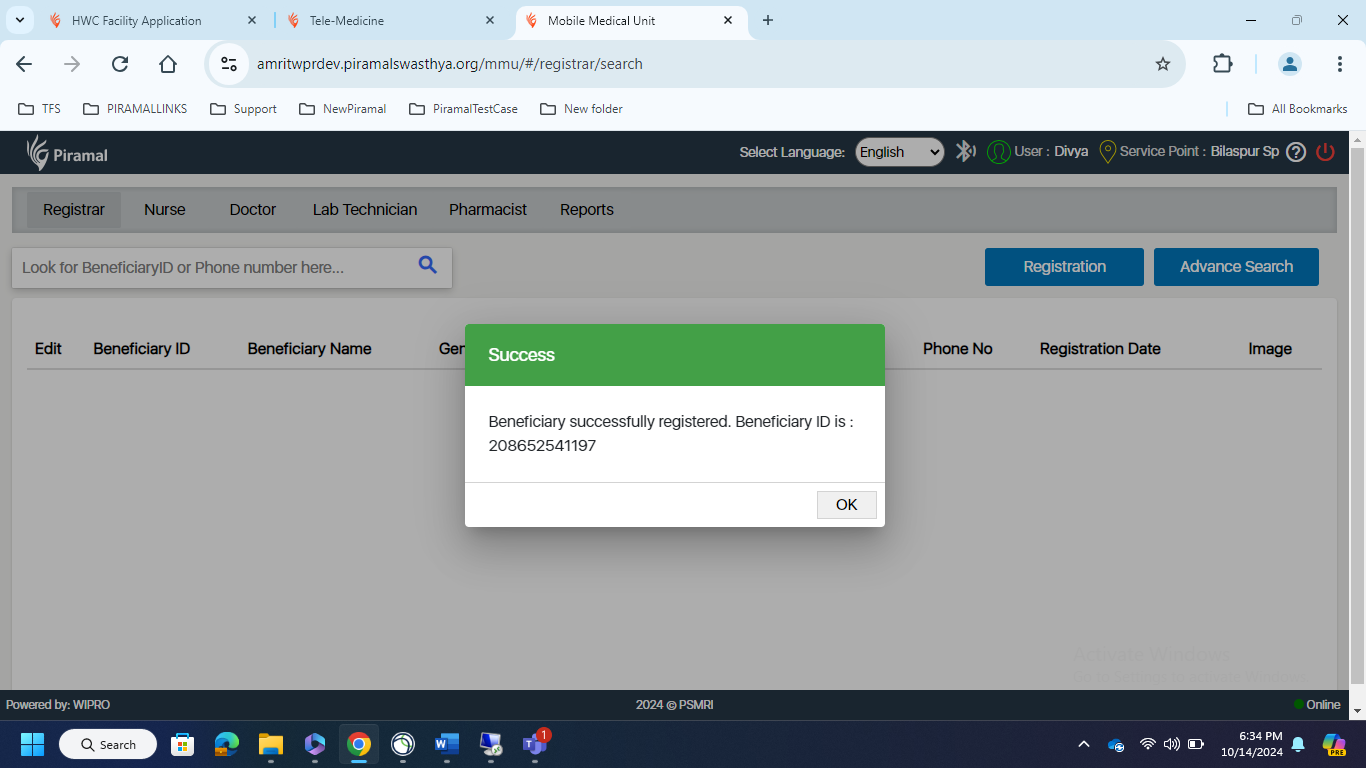 HWC Facility Application
Tele-Medicine
Mobile Medical Unit
amritwprdev.piramalswasthya.org/mmu/#/registrar/search
TFS
PIRAMALLINKS
Support
NewPiramal
PiramalTestCase
New folder
All Bookmarks
Piramal
Select Language:
English
User : Divya
Service Point : Bilaspur Sp
Registrar
Nurse
Doctor
Lab Technician
Pharmacist
Reports
Look for BeneficiaryID or Phone number here...
Registration
Advance Search
Edit
Beneficiary ID
Beneficiary Name
Phone No
Registration Date
Image
Success
Beneficiary successfully registered. Beneficiary ID is :
208652541197
OK
Activate Windows
Powered by: WIPRO
2024 © PSMRI
Online
Search
1
6:34 PM
10/14/2024
PRE